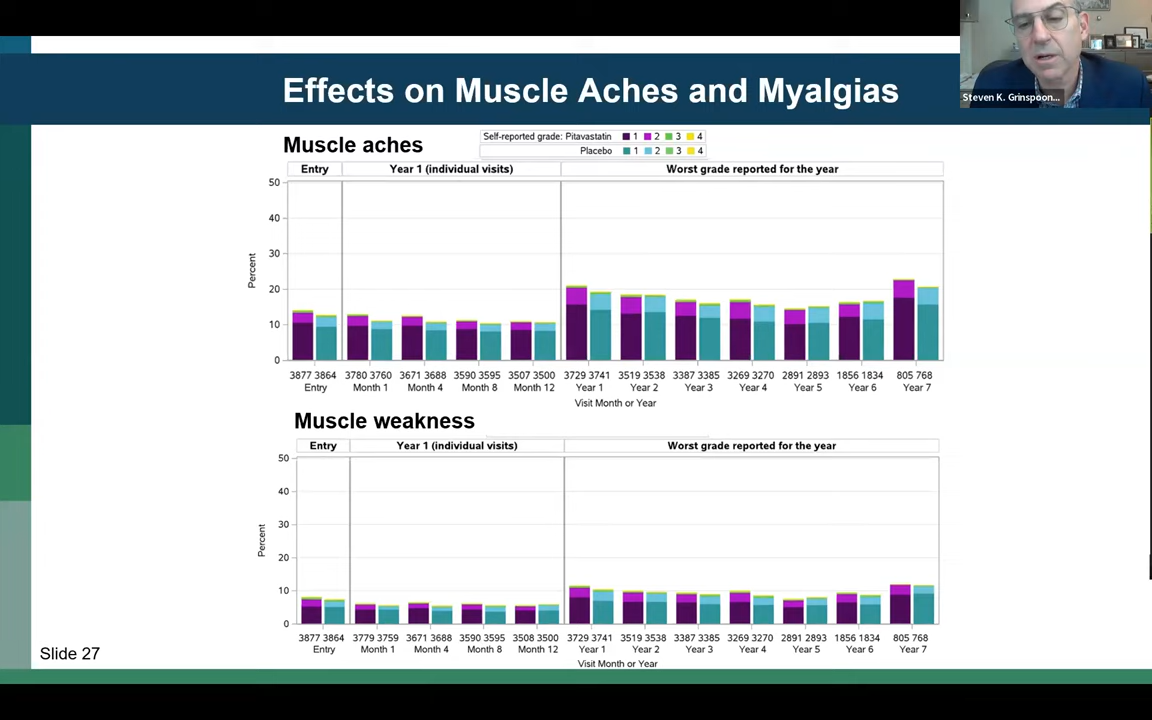 Effects on Muscle Aches and Myalgias
Steven K. Grinspoon...
Muscle aches
Self-reported grade: Pitavastatin 1 2 3 4
Placebo 1 2 3 4
Entry Year 1 (individual visits) Worst grade reported for the year
50
40
30
20
10
0
Percent
3877 3864 3780 3760 3671 3688 3590 3595 3507 3500 3729 3741 3519 3538 3387 3385 3269 3270 2891 2893 1856 1834 805 768
Entry Month 1 Month 4 Month 8 Month 12 Year 1 Year 2 Year 3 Year 4 Year 5 Year 6 Year 7
Visit Month or Year
Muscle weakness
Entry Year 1 (individual visits) Worst grade reported for the year
50
40
30
20
10
0
Percent
3877 3864 3779 3759 3671 3688 3590 3595 3508 3500 3729 3741 3519 3538 3387 3385 3269 3270 2891 2893 1856 1834 805 768
Entry Month 1 Month 4 Month 8 Month 12 Year 1 Year 2 Year 3 Year 4 Year 5 Year 6 Year 7
Visit Month or Year
Slide 27